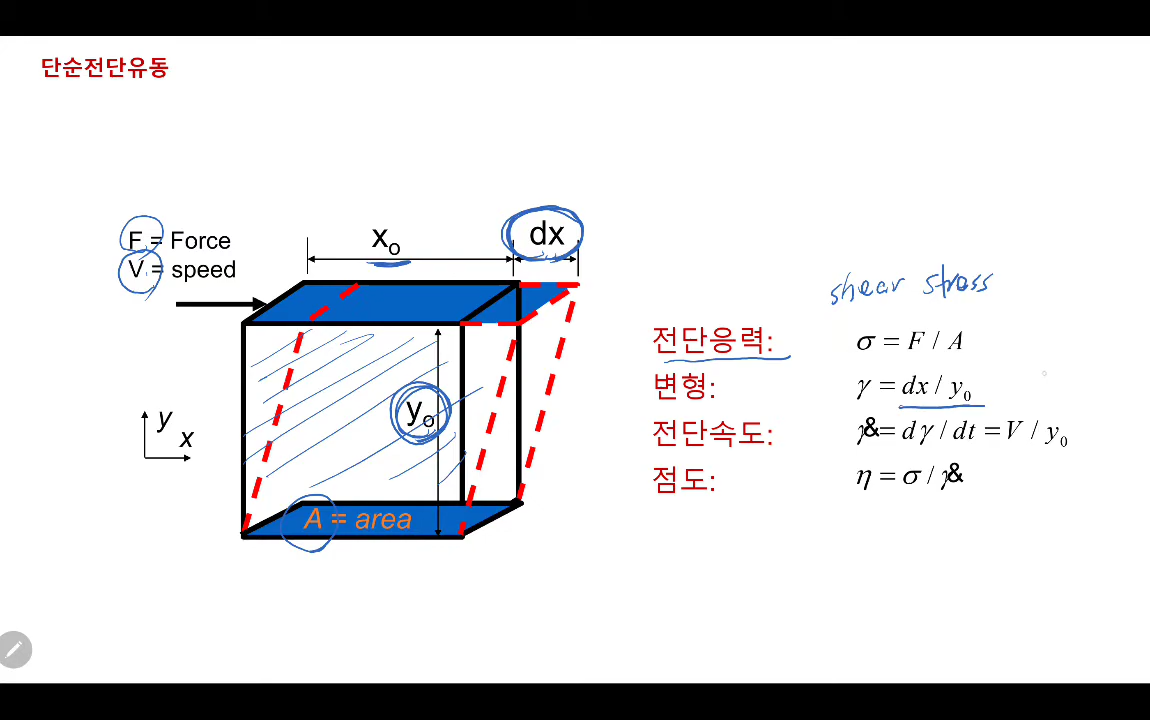 단순전단유동
F = Force
V = speed
x₀
dx
y₀
y
x
A = area
shear stress
전단응력: σ = F / A
변형: γ = dx / y₀
전단속도: γ& = dγ / dt = V / y₀
점도: η = σ / γ&